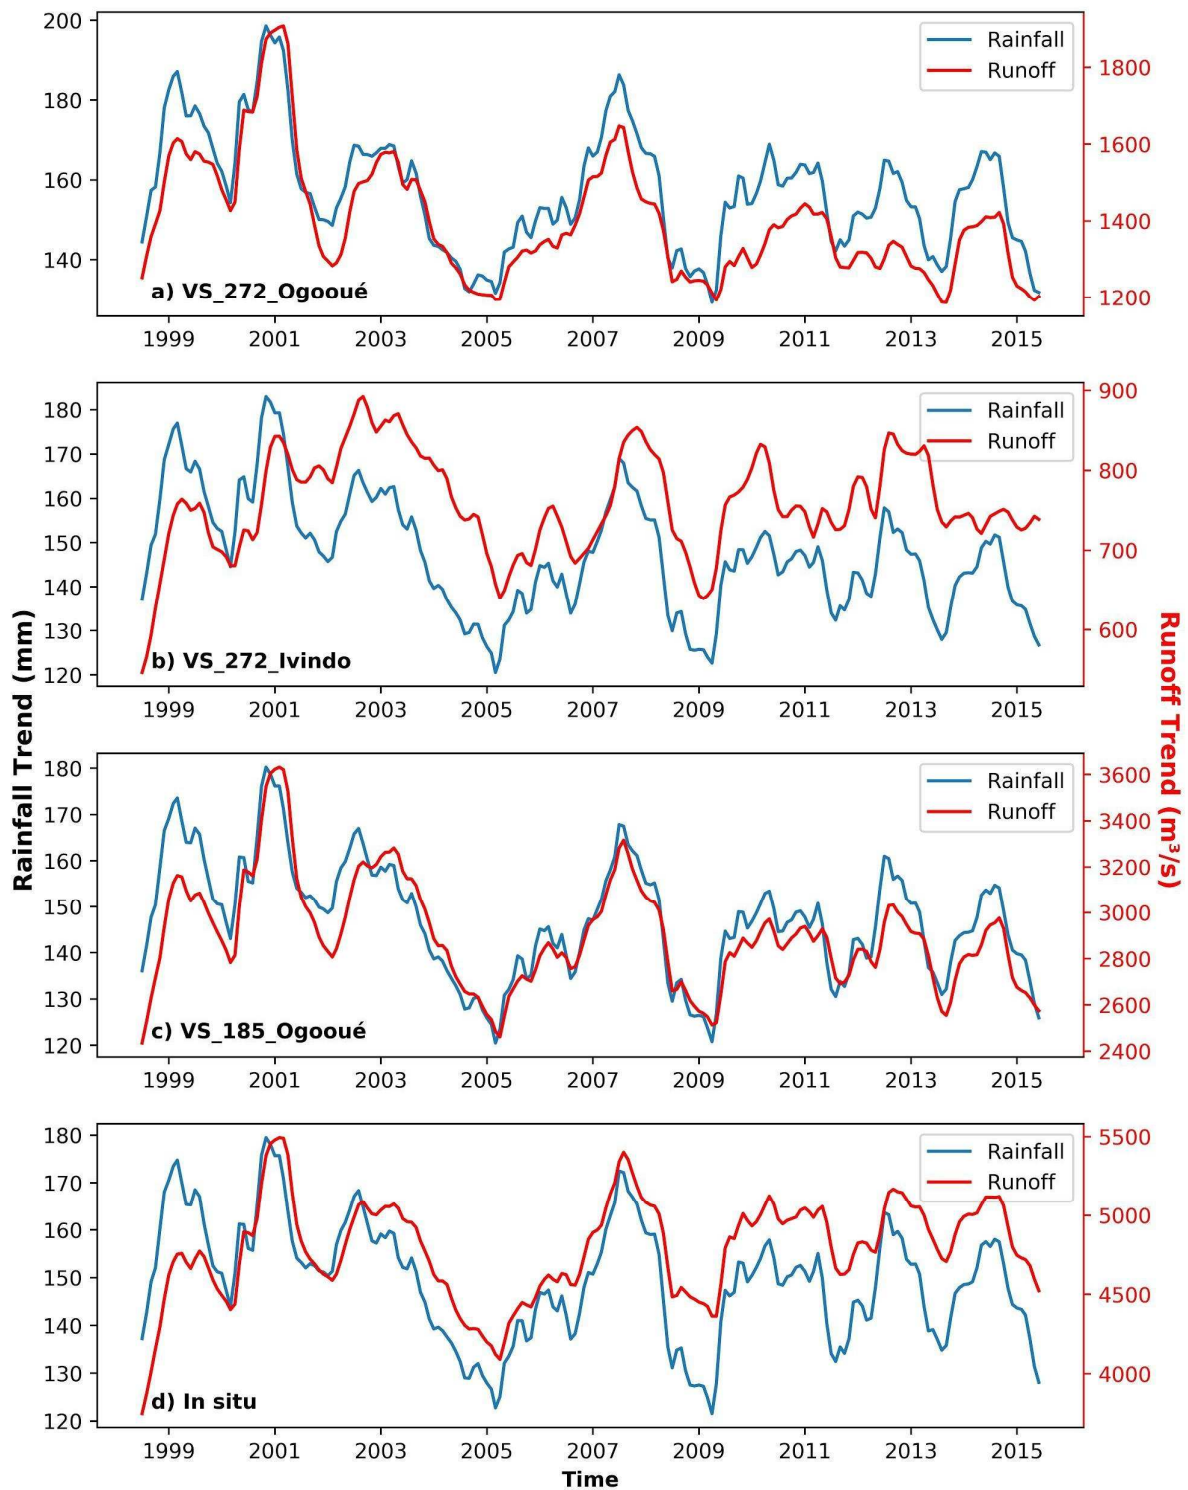 200
180
160
140
1800
1600
1400
1200
Rainfall
Runoff
a) VS_272_Ogooué
1999 2001 2003 2005 2007 2009 2011 2013 2015
180
170
160
150
140
130
120
900
800
700
600
Rainfall
Runoff
b) VS_272_Ivindo
1999 2001 2003 2005 2007 2009 2011 2013 2015
Rainfall Trend (mm)
Runoff Trend (m³/s)
180
170
160
150
140
130
120
3600
3400
3200
3000
2800
2600
2400
Rainfall
Runoff
c) VS_185_Ogooué
1999 2001 2003 2005 2007 2009 2011 2013 2015
180
170
160
150
140
130
120
5500
5000
4500
4000
Rainfall
Runoff
d) In situ
1999 2001 2003 2005 2007 2009 2011 2013 2015
Time